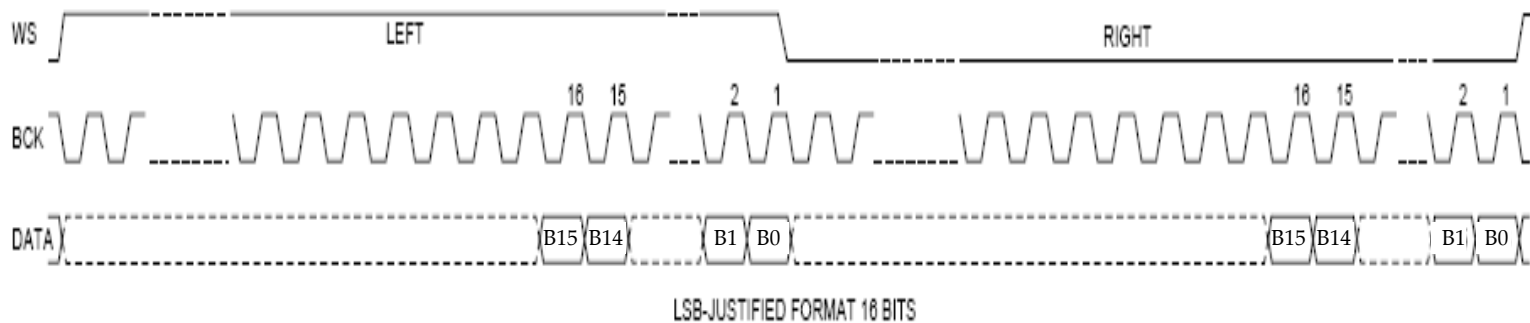 WS LEFT RIGHT
16 15 2 1 16 15 2 1
BCK
DATA B15 B14 B1 B0 B15 B14 B1 B0
LSB-JUSTIFIED FORMAT 16 BITS